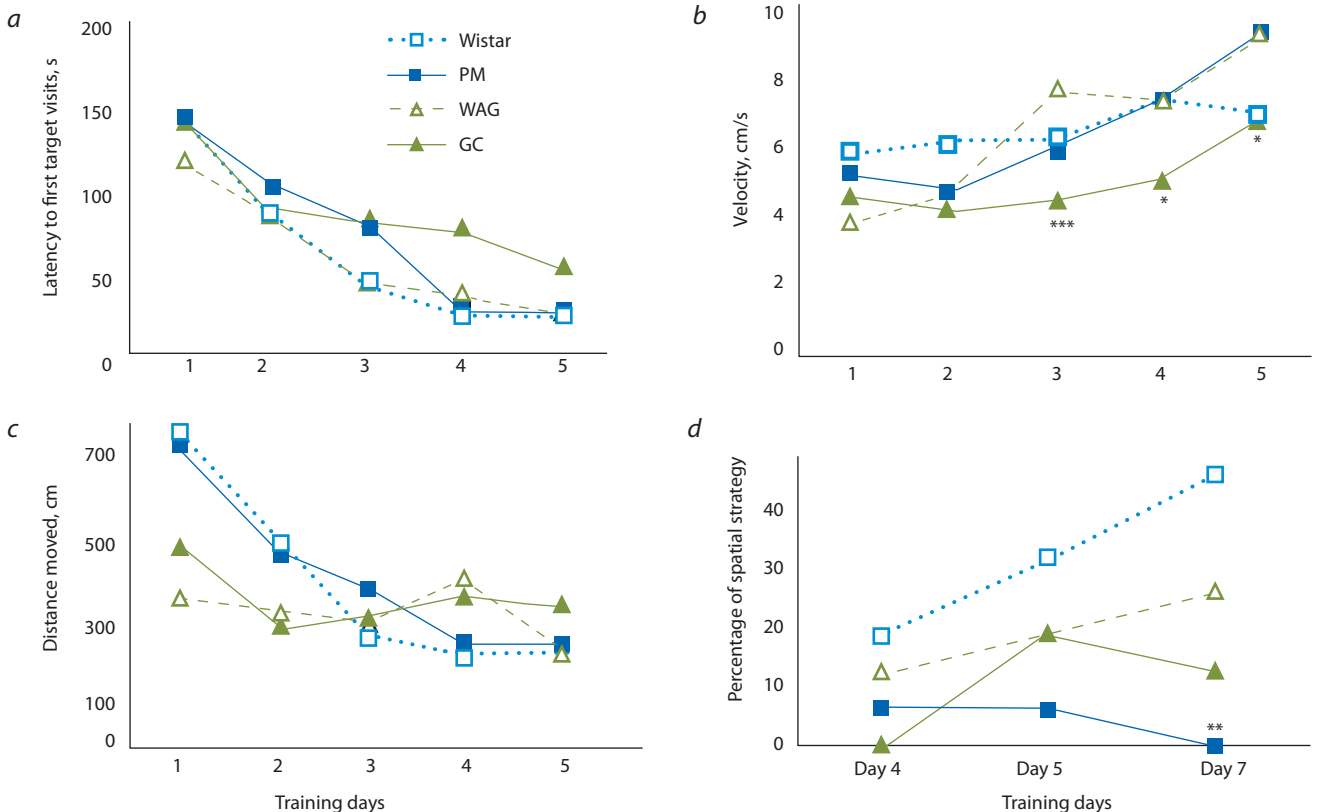 a
200
150
100
50
0
Latency to first target visits, s
Wistar
PM
WAG
GC
1 2 3 4 5
b
10
8
6
4
2
0
Velocity, cm/s
***
*
*
1 2 3 4 5
c
700
500
300
100
0
Distance moved, cm
1 2 3 4 5
Training days
d
40
30
20
10
0
Percentage of spatial strategy
**
Day 4 Day 5 Day 7
Training days